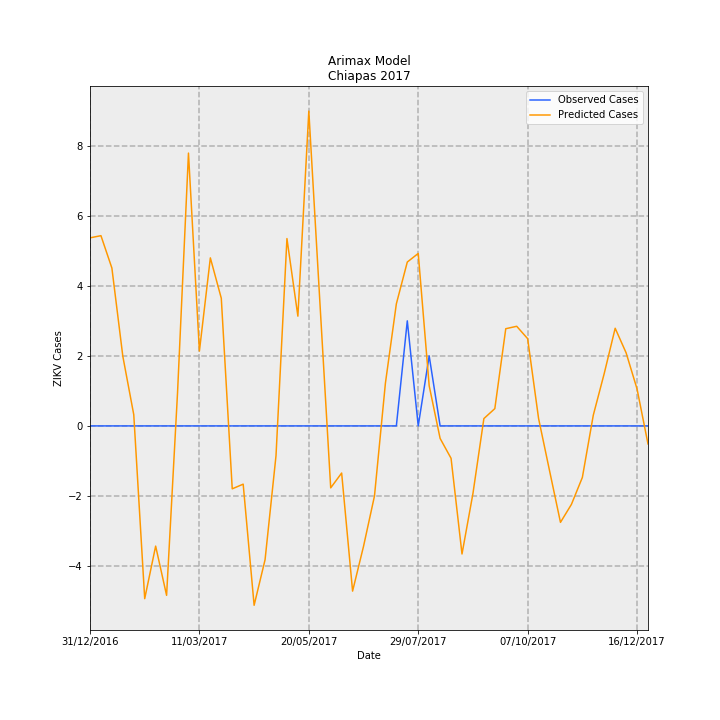 Arimax Model
Chiapas 2017
Observed Cases
Predicted Cases
ZIKV Cases
8
6
4
2
0
−2
−4
31/12/2016
11/03/2017
20/05/2017
29/07/2017
07/10/2017
16/12/2017
Date